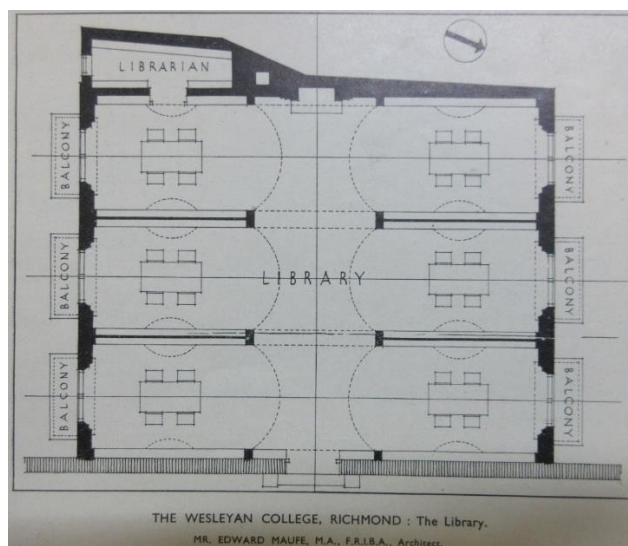 LIBRARIAN
BALCONY
BALCONY
LIBRARY
BALCONY
BALCONY
BALCONY
BALCONY
THE WESLEYAN COLLEGE, RICHMOND : The Library.
MR. EDWARD MAUFE, M.A., F.R.I.B.A., Architect.